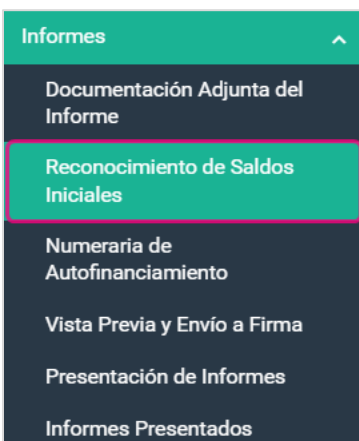 Informes
Documentación Adjunta del
Informe
Reconocimiento de Saldos
Iniciales
Numeraria de
Autofinanciamiento
Vista Previa y Envío a Firma
Presentación de Informes
Informes Presentados